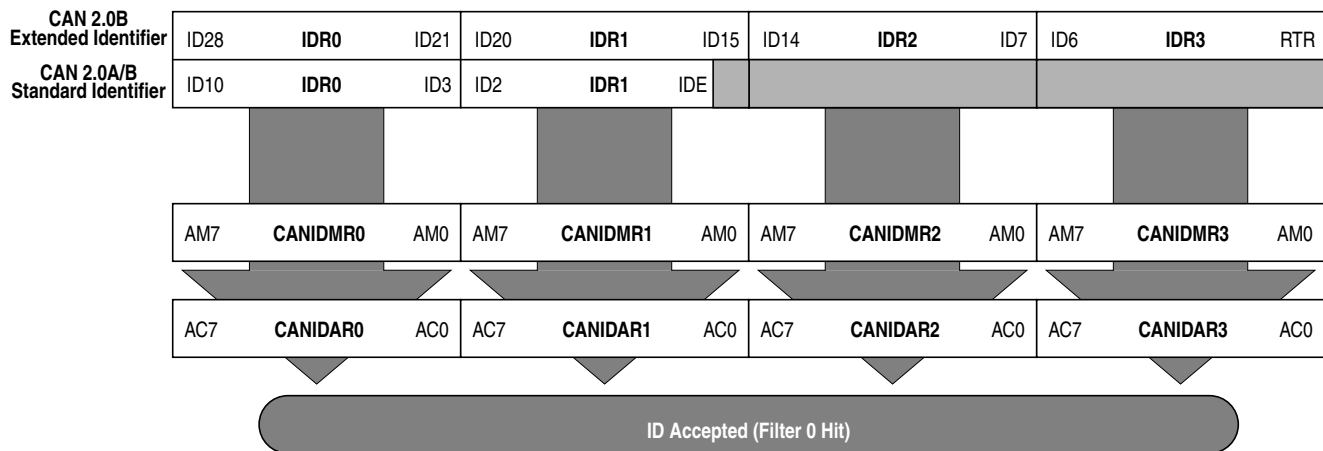 CAN 2.0B
Extended Identifier
ID28 IDR0 ID21 ID20 IDR1 ID15 ID14 IDR2 ID7 ID6 IDR3 RTR
CAN 2.0A/B
Standard Identifier
ID10 IDR0 ID3 ID2 IDR1 IDE
AM7 CANIDMR0 AM0 AM7 CANIDMR1 AM0 AM7 CANIDMR2 AM0 AM7 CANIDMR3 AM0
AC7 CANIDAR0 AC0 AC7 CANIDAR1 AC0 AC7 CANIDAR2 AC0 AC7 CANIDAR3 AC0
ID Accepted (Filter 0 Hit)